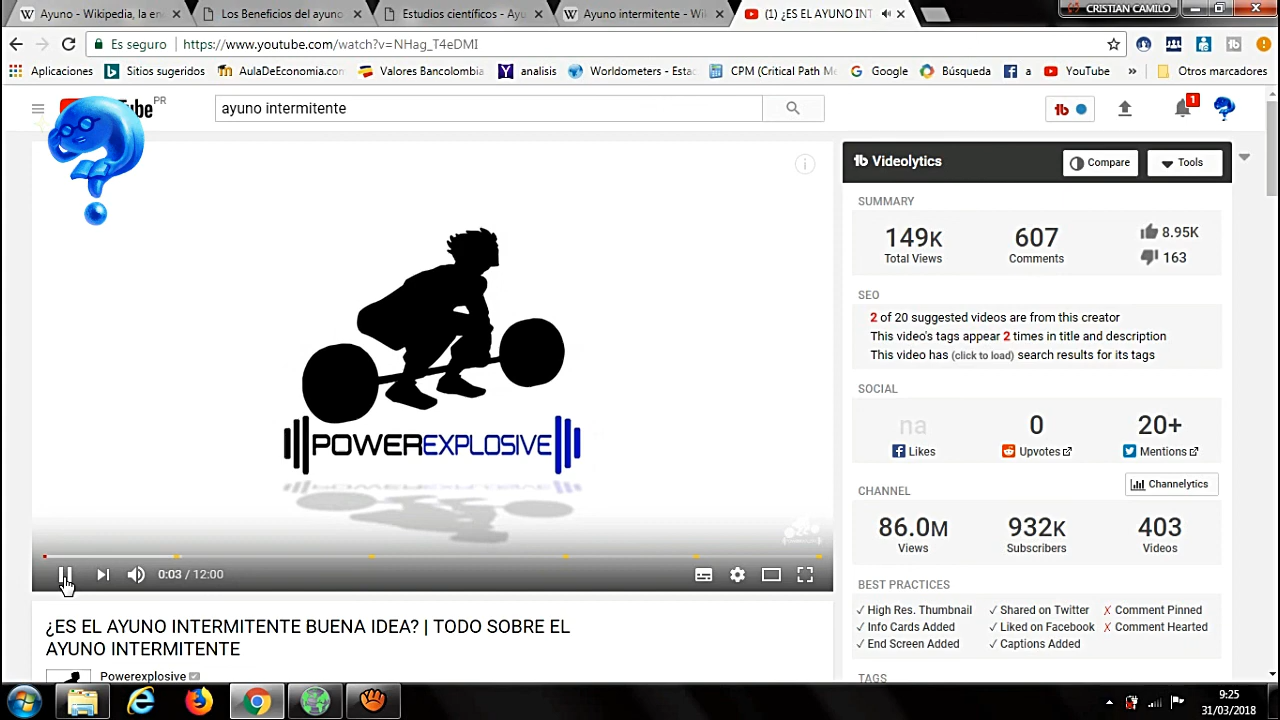 Ayuno - Wikipedia, la en
Los Beneficios del ayuno
Estudios científicos - Ayu
Ayuno intermitente - Wi
(1) ¿ES EL AYUNO INT
CRISTIAN CAMILO
Es seguro
https://www.youtube.com/watch?v=NHag_T4eDMI
Aplicaciones
Sitios sugeridos
AulaDeEconomia.co
Valores Bancolombia
analisis
Worldometers - Esta
CPM (Critical Path Me
Google
Búsqueda
a
YouTube
»
Otros marcadores
PR
ayuno intermitente
1
Videolytics
Compare
Tools
SUMMARY
149K
607
8.95K
Total Views
Comments
163
SEO
2 of 20 suggested videos are from this creator
This video's tags appear 2 times in title and description
This video has (click to load) search results for its tags
SOCIAL
na
0
20+
Likes
Upvotes
Mentions
CHANNEL
Channelytics
86.0M
932K
403
Views
Subscribers
Videos
BEST PRACTICES
✓ High Res. Thumbnail
✓ Shared on Twitter
✗ Comment Pinned
✓ Info Cards Added
✓ Liked on Facebook
✗ Comment Hearted
✓ End Screen Added
✓ Captions Added
TAGS
POWEREXPLOSIVE
0:03 / 12:00
¿ES EL AYUNO INTERMITENTE BUENA IDEA? | TODO SOBRE EL
AYUNO INTERMITENTE
Powerexplosive
9:25
31/03/2018